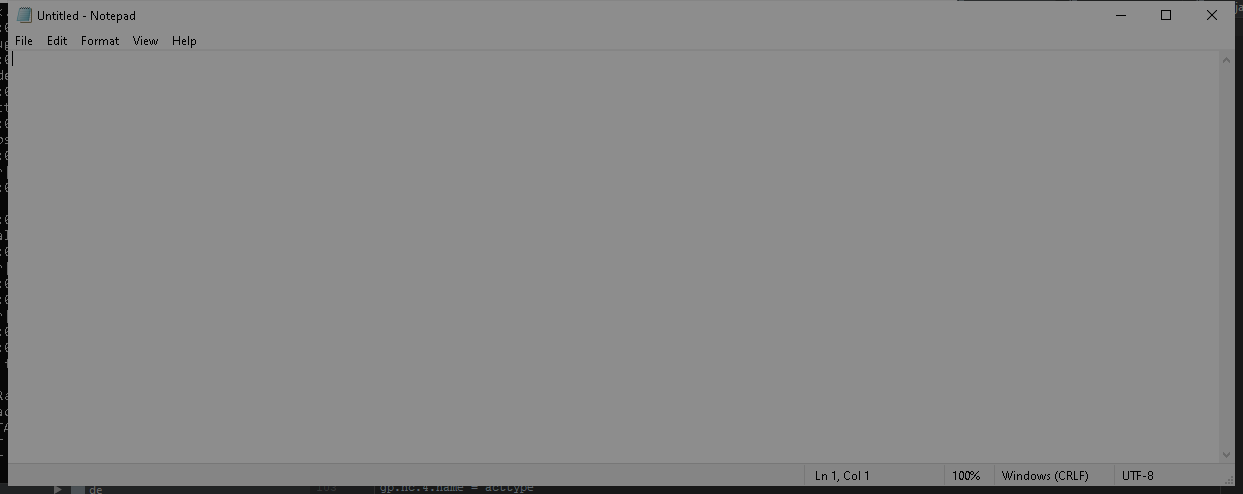 Untitled - Notepad
File Edit Format View Help
Ln 1, Col 1 100% Windows (CRLF) UTF-8
de
gp.nc.4.name = acctype